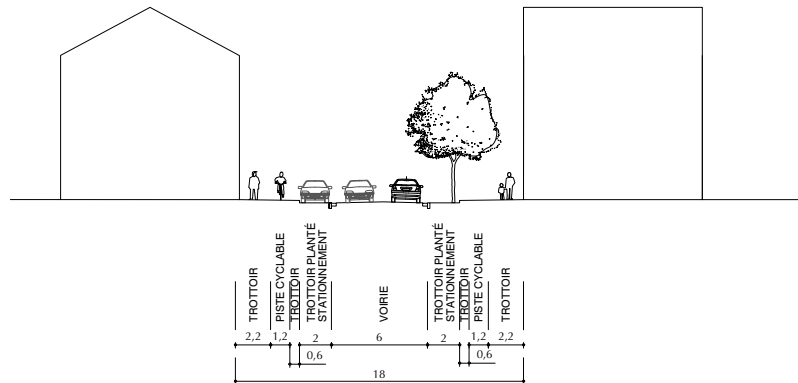 TROTTOIR
PISTE CYCLABLE
TROTTOIR
TROTTOIR PLANTÉ
STATIONNEMENT
VOIRIE
TROTTOIR PLANTÉ
STATIONNEMENT
TROTTOIR
PISTE CYCLABLE
TROTTOIR
2,2
1,2
2
6
2
1,2
2,2
0,6
0,6
18